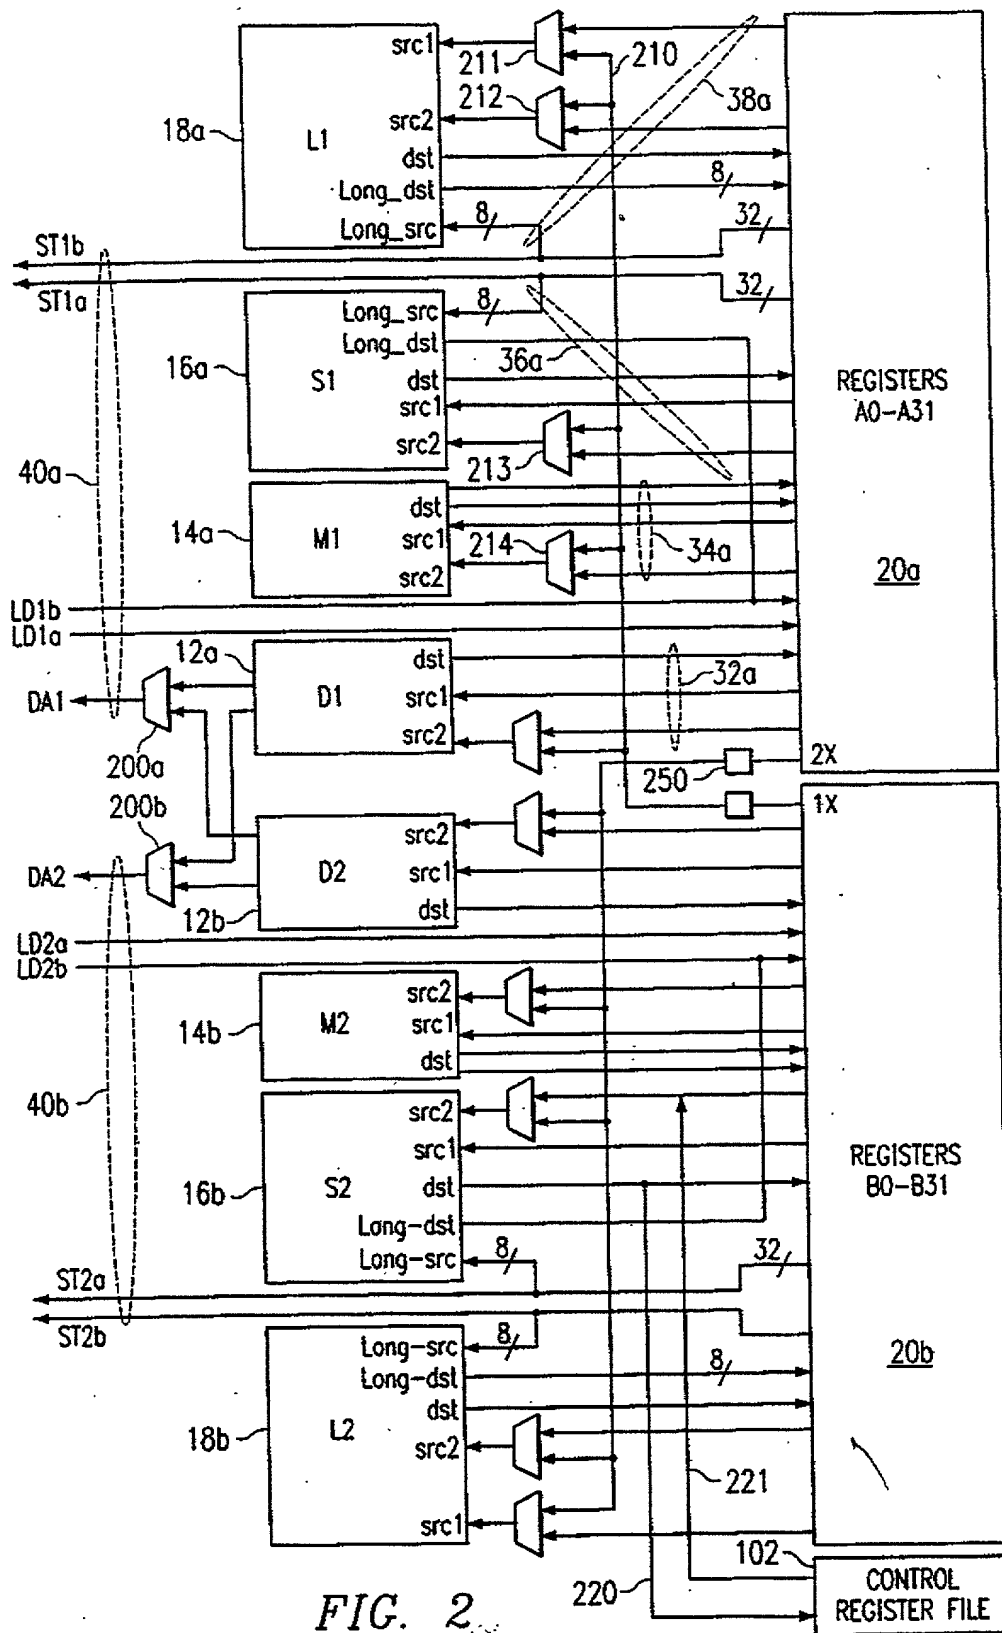 src1
211
210
38a
212
18a
L1
src2
dst
Long_dst
8
Long_src
8
32
ST1b
ST1a
32
Long_src
8
Long_dst
36a
16a
S1
dst
src1
REGISTERS
A0-A31
src2
213
40a
dst
14a
M1
src1
214
34a
src2
20a
LD1b
LD1a
12a
dst
32a
DA1
D1
src1
src2
200a
250
2X
200b
1X
src2
DA2
D2
src1
12b
dst
LD2a
LD2b
src2
M2
src1
14b
dst
40b
src2
src1
REGISTERS
B0-B31
16b
S2
dst
Long-dst
Long-src
8
32
ST2a
ST2b
Long-src
8
20b
Long-dst
8
dst
18b
L2
src2
221
src1
102
220
CONTROL
REGISTER FILE
FIG. 2